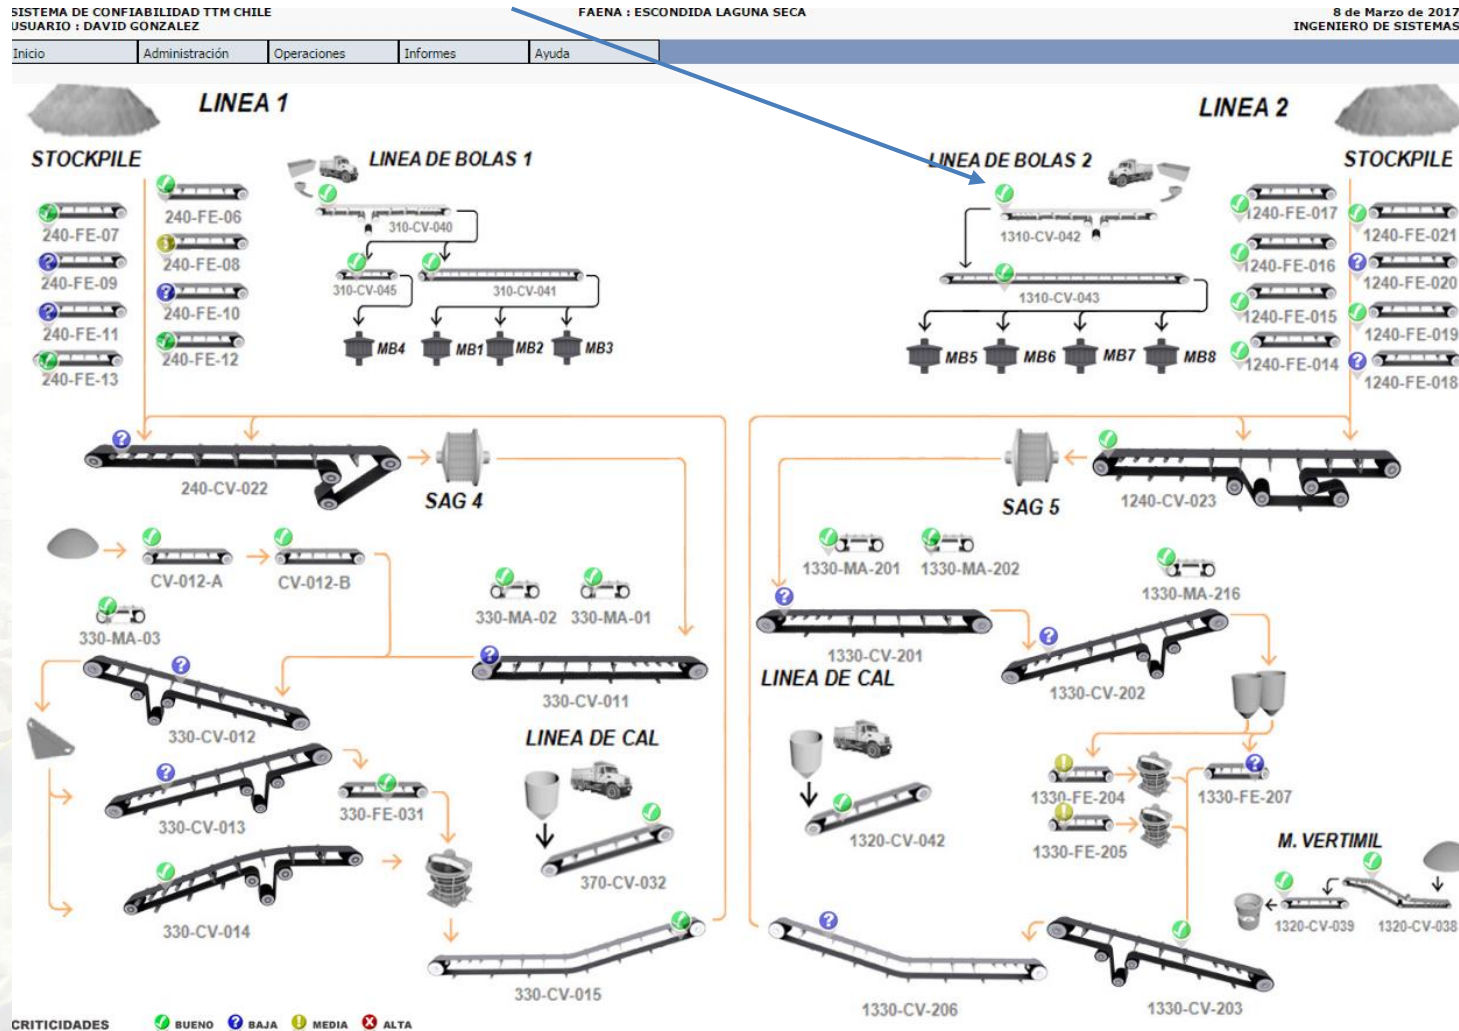 SISTEMA DE CONFIABILIDAD TTM CHILE
USUARIO : DAVID GONZALEZ
FAENA : ESCONDIDA LAGUNA SECA
8 de Marzo de 2017
INGENIERO DE SISTEMAS
Inicio Administración Operaciones Informes Ayuda
LINEA 1
STOCKPILE
LINEA DE BOLAS 1
240-FE-06
240-FE-07
240-FE-08
240-FE-09
240-FE-10
240-FE-11
240-FE-12
240-FE-13
310-CV-040
310-CV-045
310-CV-041
MB4
MB1
MB2
MB3
LINEA 2
STOCKPILE
LINEA DE BOLAS 2
1310-CV-042
1310-CV-043
MB5
MB6
MB7
MB8
1240-FE-017
1240-FE-021
1240-FE-016
1240-FE-020
1240-FE-015
1240-FE-019
1240-FE-014
1240-FE-018
240-CV-022
SAG 4
CV-012-A
CV-012-B
330-MA-03
330-MA-02
330-MA-01
330-CV-011
330-CV-012
330-CV-013
330-FE-031
330-CV-014
LINEA DE CAL
370-CV-032
330-CV-015
SAG 5
1240-CV-023
1330-MA-201
1330-MA-202
1330-MA-216
1330-CV-201
1330-CV-202
LINEA DE CAL
1320-CV-042
1330-FE-204
1330-FE-207
1330-FE-205
M. VERTIMIL
1320-CV-039
1320-CV-038
1330-CV-206
1330-CV-203
CRITICIDADES BUENO BAJA MEDIA ALTA